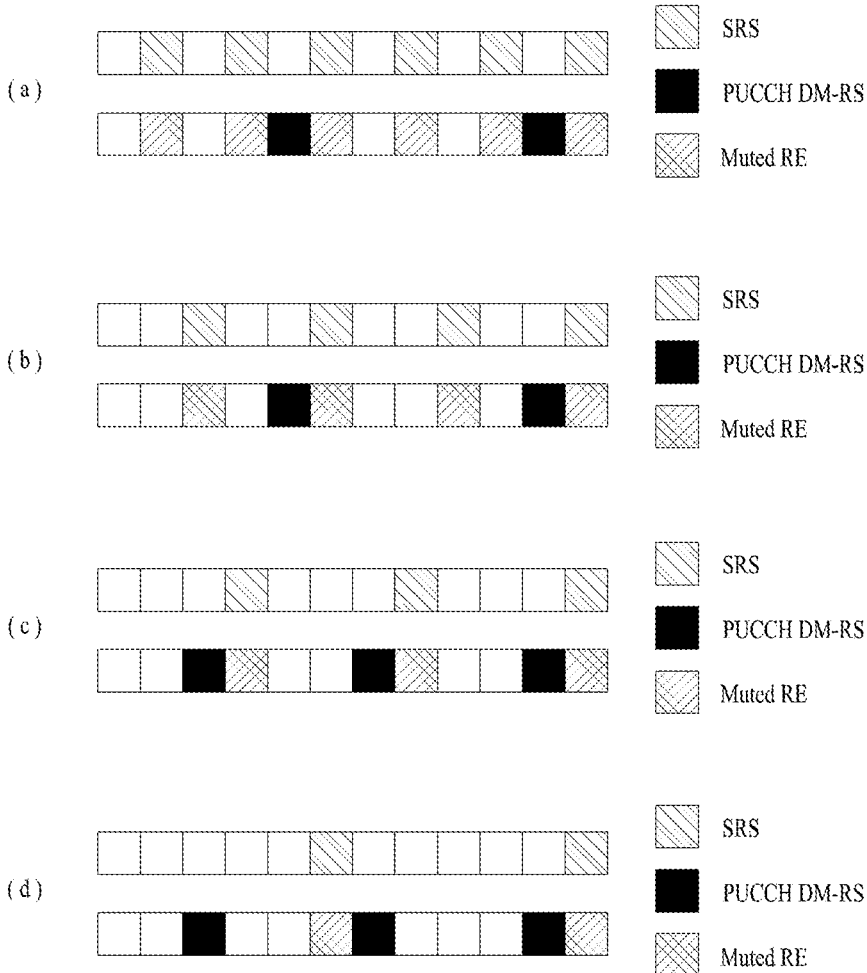 SRS
( a )
PUCCH DM-RS
Muted RE
SRS
( b )
PUCCH DM-RS
Muted RE
SRS
( c )
PUCCH DM-RS
Muted RE
SRS
( d )
PUCCH DM-RS
Muted RE